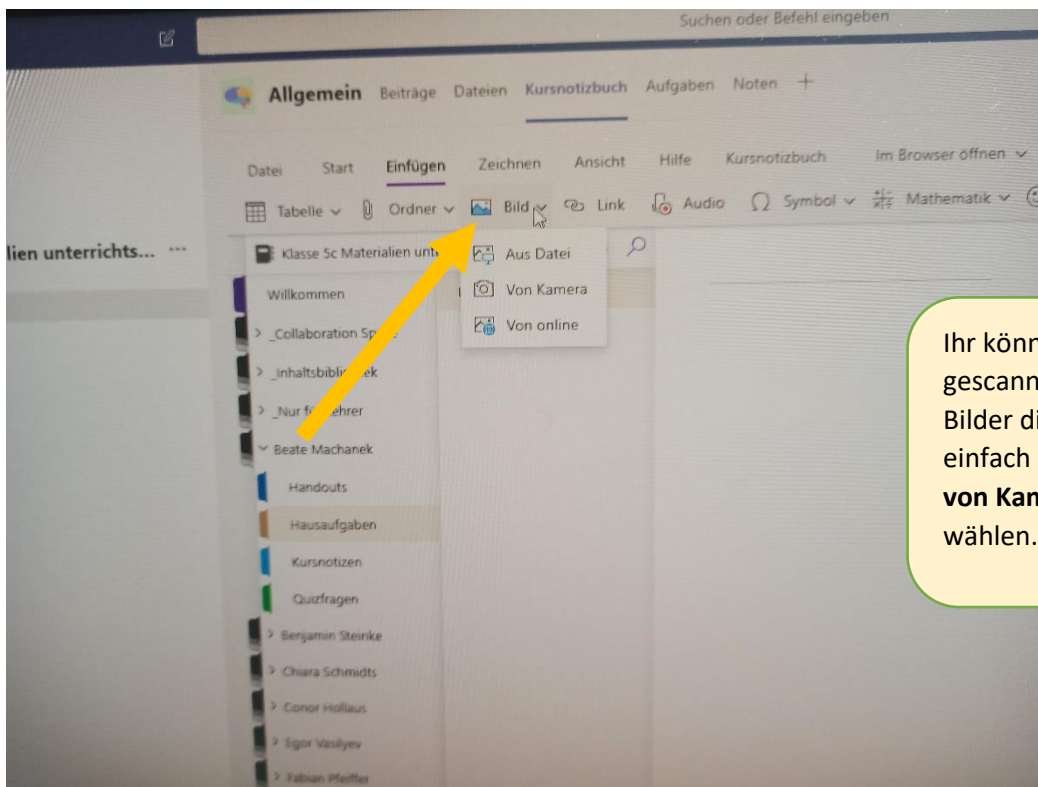 Suchen oder Befehl eingeben
Allgemein Beiträge Dateien Kursnotizbuch Aufgaben Noten +
Datei Start Einfügen Zeichnen Ansicht Hilfe Kursnotizbuch Im Browser öffnen
Tabelle Ordner Bild Link Audio Symbol Mathematik
lien unterrichts... ...
Klasse 5c Materialien unte
Aus Datei
Willkommen
Von Kamera
_Collaboration
Von online
_Nur
Beate Machanek
Handouts
Hausaufgaben
Kursnotizen
Quizfragen
Benjamin Steinke
Chiara Schmidts
Conor Hollaus
Egor Vasilyev
Fabian Pfeiffer
Ihr könn
gescann
Bilder di
einfach
von Kan
wählen.